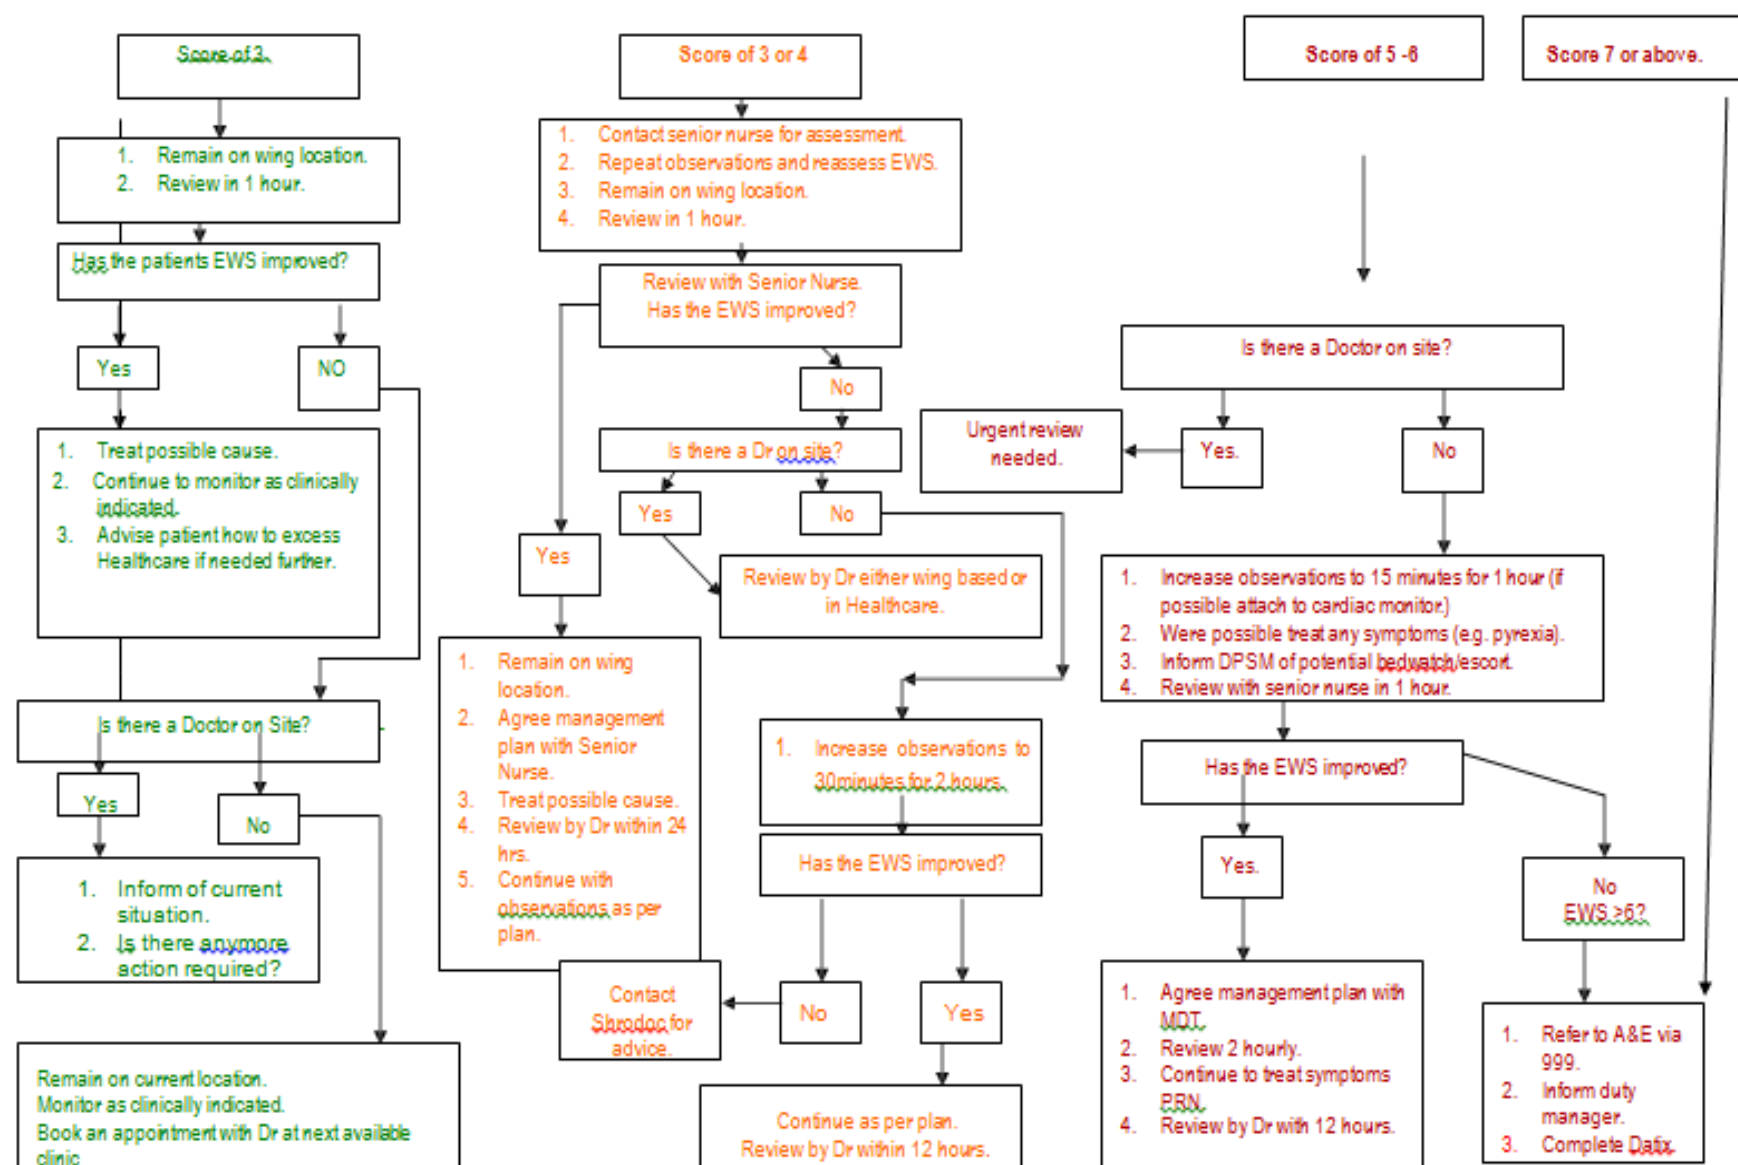 Score of 3.
1. Remain on wing location.
2. Review in 1 hour.
Has the patients EWS improved?
Yes
NO
1. Treat possible cause.
2. Continue to monitor as clinically
indicated.
3. Advise patient how to excess
Healthcare if needed further.
Is there a Doctor on Site?
Yes
No
1. Inform of current
situation.
2. Is there anymore
action required?
Remain on current location.
Monitor as clinically indicated.
Book an appointment with Dr at next available
clinic
Score of 3 or 4
1. Contact senior nurse for assessment.
2. Repeat observations and reassess EWS.
3. Remain on wing location.
4. Review in 1 hour.
Review with Senior Nurse.
Has the EWS improved?
No
Is there a Dr on site?
Yes
No
Yes
Review by Dr either wing based or
in Healthcare.
1. Remain on wing
location.
2. Agree management
plan with Senior
Nurse.
3. Treat possible cause.
4. Review by Dr within 24
hrs.
5. Continue with
observations as per
plan.
1. Increase observations to
30minutes for 2 hours.
Has the EWS improved?
No
Yes
Contact
Shrodoc for
advice.
Continue as per plan.
Review by Dr within 12 hours.
Score of 5 -6
Score 7 or above.
Is there a Doctor on site?
Urgent review
needed.
Yes.
No
1. Increase observations to 15 minutes for 1 hour (if
possible attach to cardiac monitor.)
2. Were possible treat any symptoms (e.g. pyrexia).
3. Inform DPSM of potential bedwatch/escort.
4. Review with senior nurse in 1 hour.
Has the EWS improved?
Yes.
No
EWS >6?
1. Agree management plan with
MDT.
2. Review 2 hourly.
3. Continue to treat symptoms
PRN.
4. Review by Dr with 12 hours.
1. Refer to A&E via
999.
2. Inform duty
manager.
3. Complete Datix.